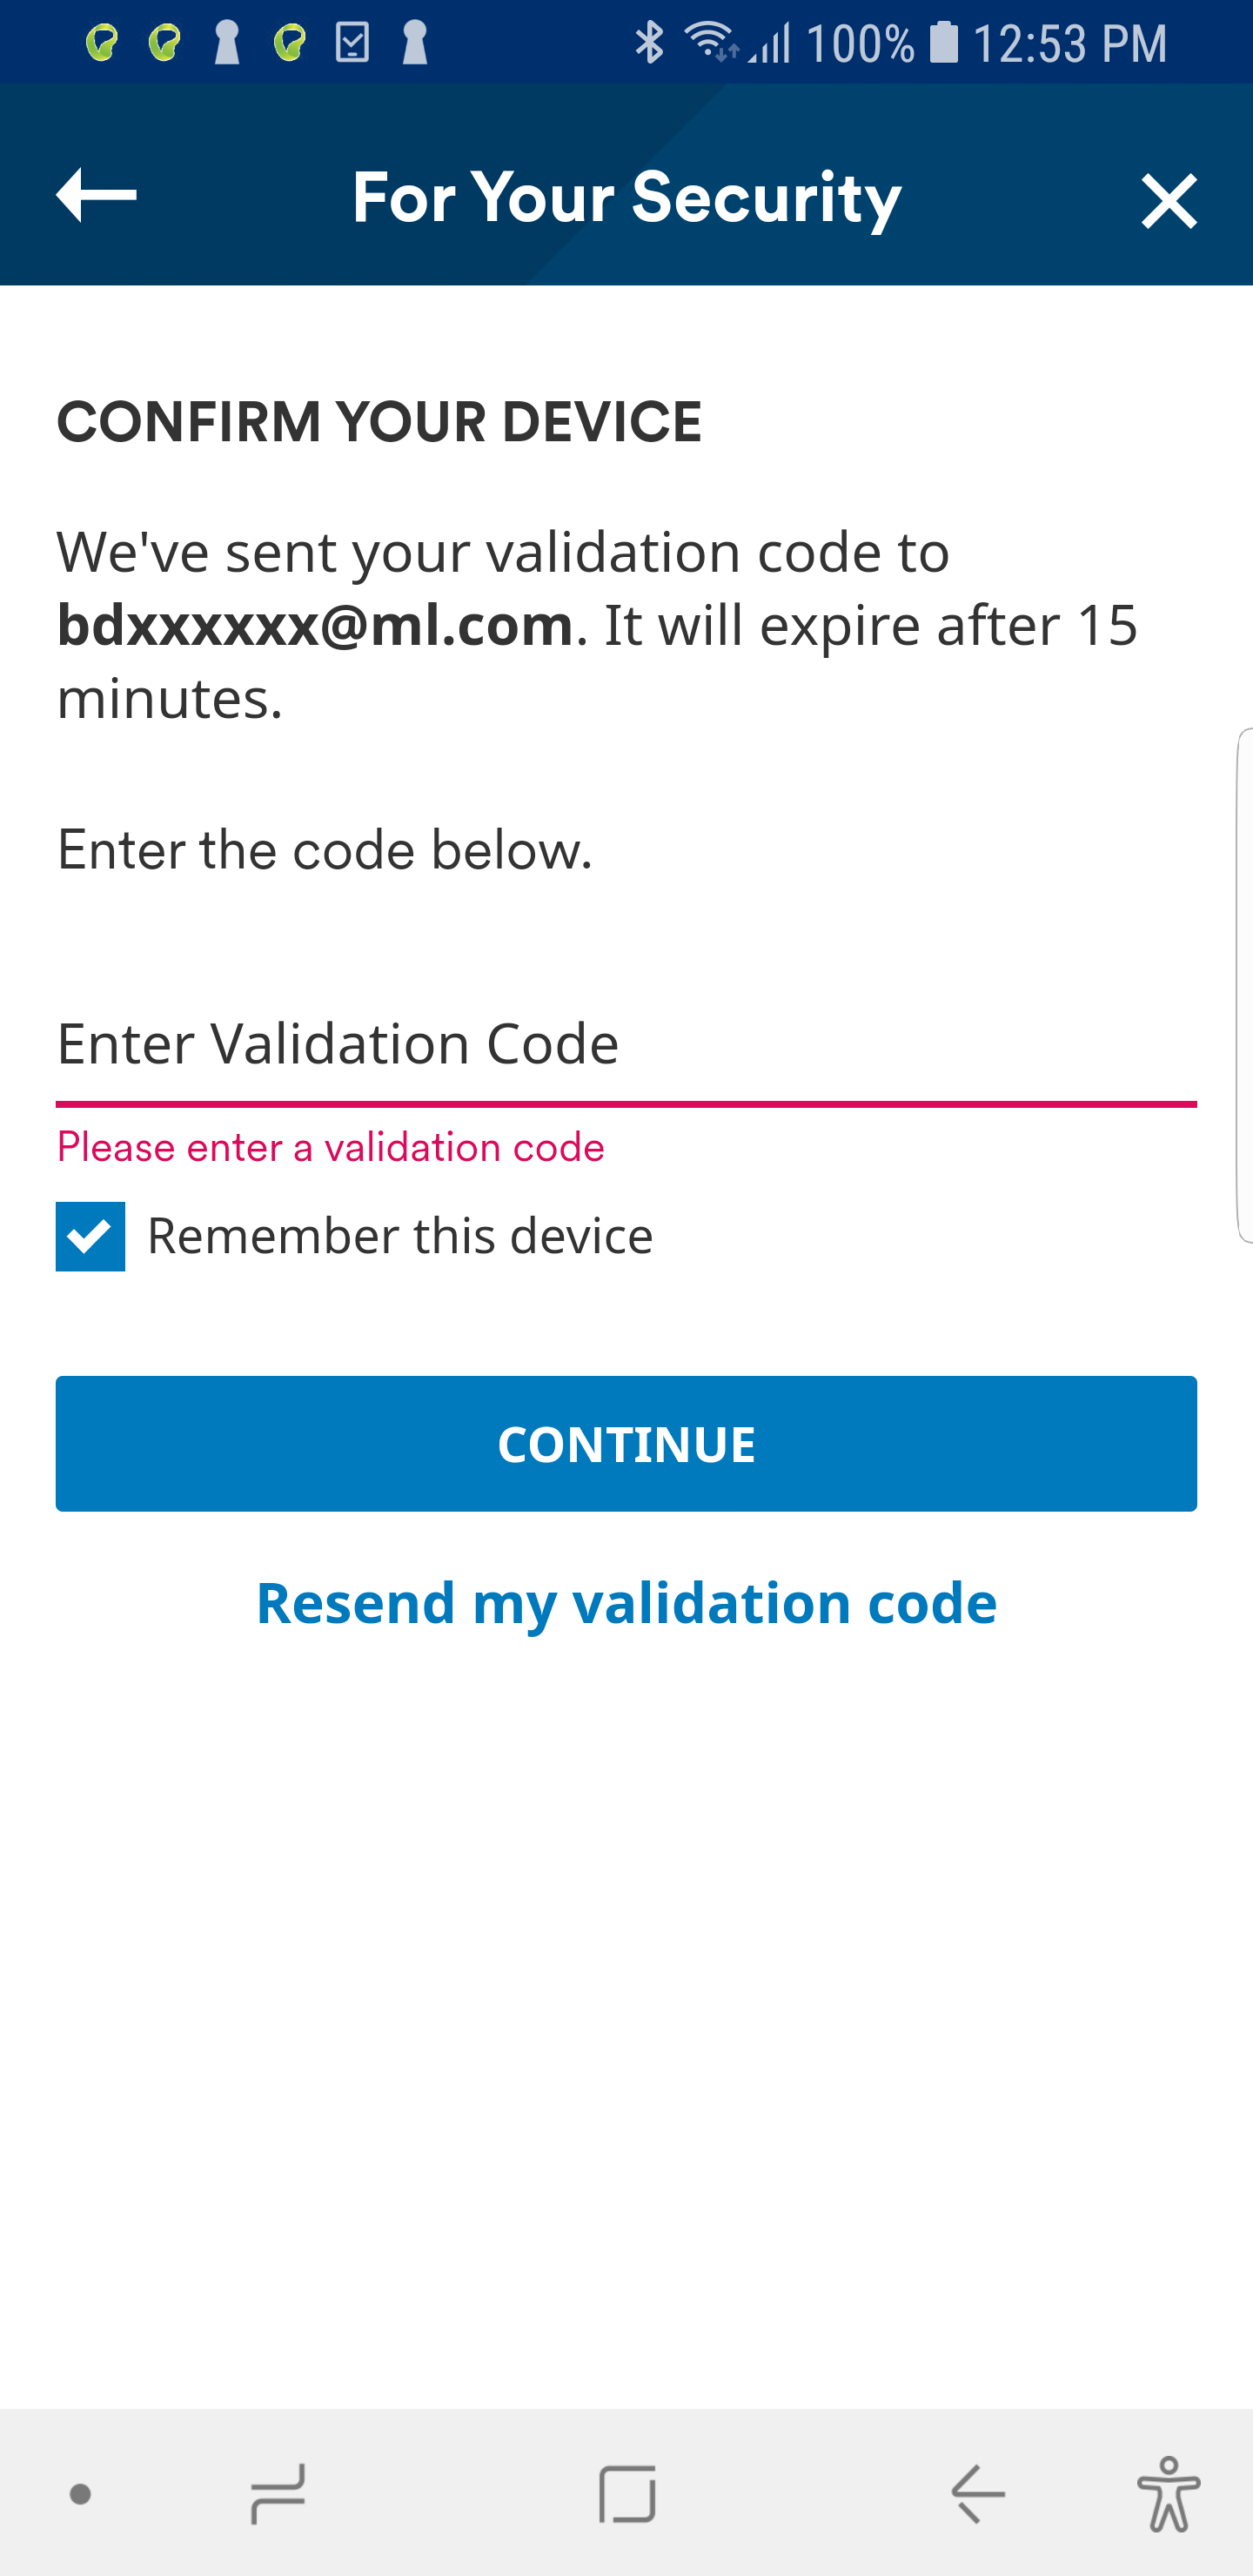 100% 12:53 PM
For Your Security
CONFIRM YOUR DEVICE
We've sent your validation code to
bdxxxxxx@ml.com. It will expire after 15
minutes.
Enter the code below.
Enter Validation Code
Please enter a validation code
Remember this device
CONTINUE
Resend my validation code